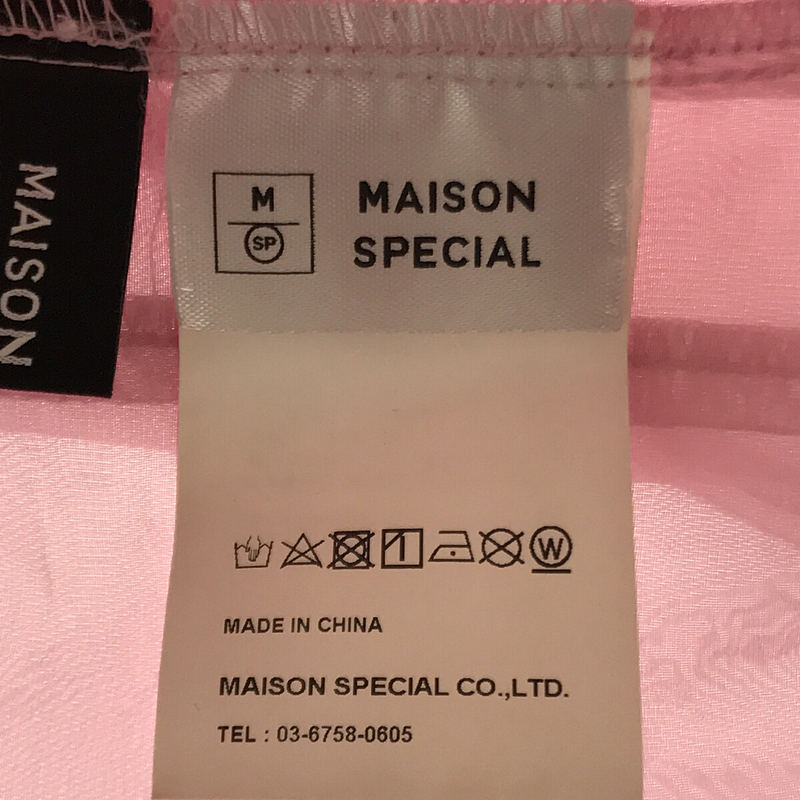 MAISON
M
SP
MAISON
SPECIAL
W
MADE IN CHINA
MAISON SPECIAL CO.,LTD.
TEL : 03-6758-0605